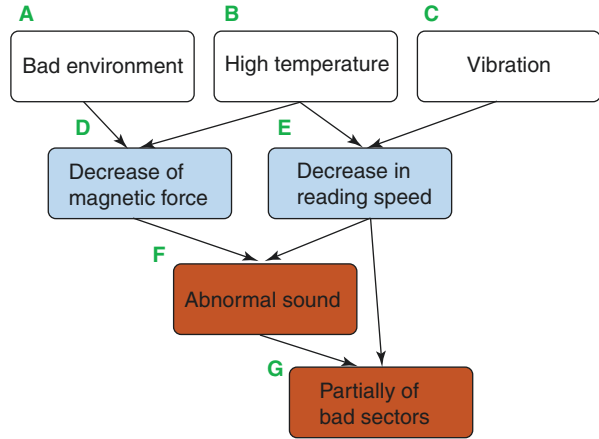 A
B
C
Bad environment
High temperature
Vibration
D
E
Decrease of
magnetic force
Decrease in
reading speed
F
Abnormal sound
G
Partially of
bad sectors